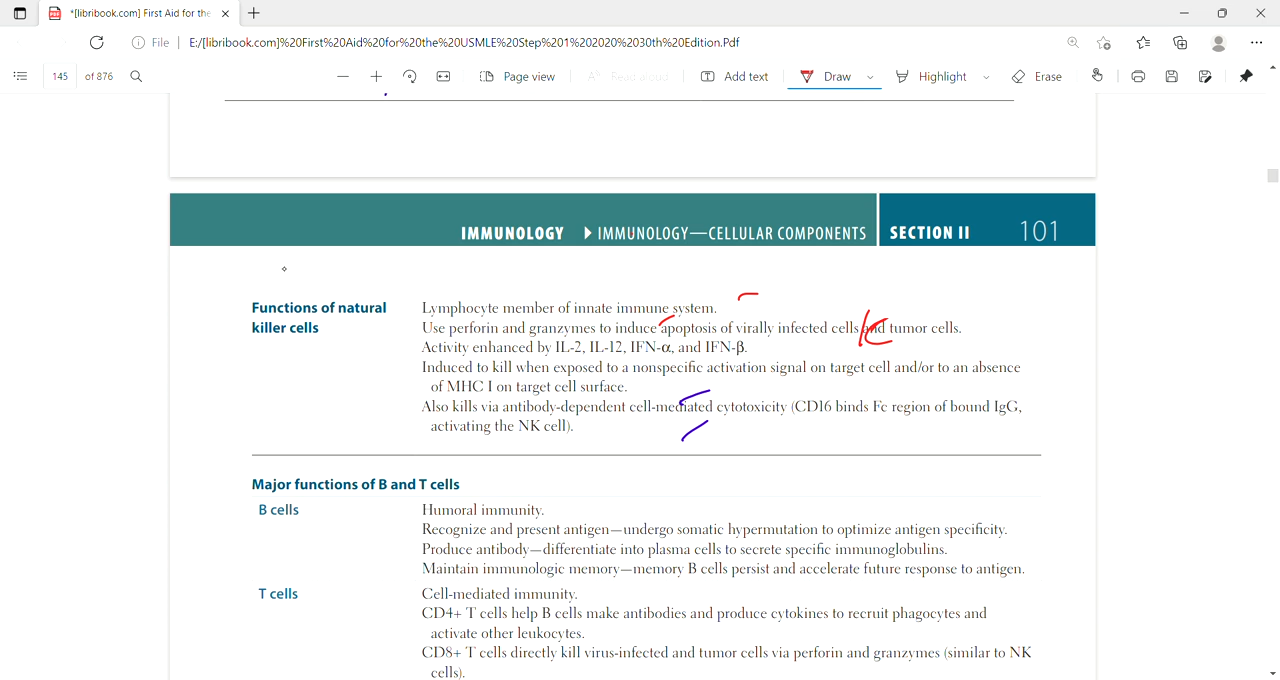 *[libribook.com] First Aid for the
File E:/[libribook.com]%20First%20Aid%20for%20the%20USMLE%20Step%201%202020%2030th%20Edition.Pdf
145 of 876 Page view Read aloud Add text Draw Highlight Erase
IMMUNOLOGY ▶ IMMUNOLOGY—CELLULAR COMPONENTS SECTION II 101
Functions of natural
killer cells
Lymphocyte member of innate immune system.
Use perforin and granzymes to induce apoptosis of virally infected cells and tumor cells.
Activity enhanced by IL-2, IL-12, IFN-α, and IFN-β.
Induced to kill when exposed to a nonspecific activation signal on target cell and/or to an absence
of MHC I on target cell surface.
Also kills via antibody-dependent cell-mediated cytotoxicity (CD16 binds Fc region of bound IgG,
activating the NK cell).
Major functions of B and T cells
B cells
Humoral immunity.
Recognize and present antigen—undergo somatic hypermutation to optimize antigen specificity.
Produce antibody—differentiate into plasma cells to secrete specific immunoglobulins.
Maintain immunologic memory—memory B cells persist and accelerate future response to antigen.
T cells
Cell-mediated immunity.
CD4+ T cells help B cells make antibodies and produce cytokines to recruit phagocytes and
activate other leukocytes.
CD8+ T cells directly kill virus-infected and tumor cells via perforin and granzymes (similar to NK
cells).